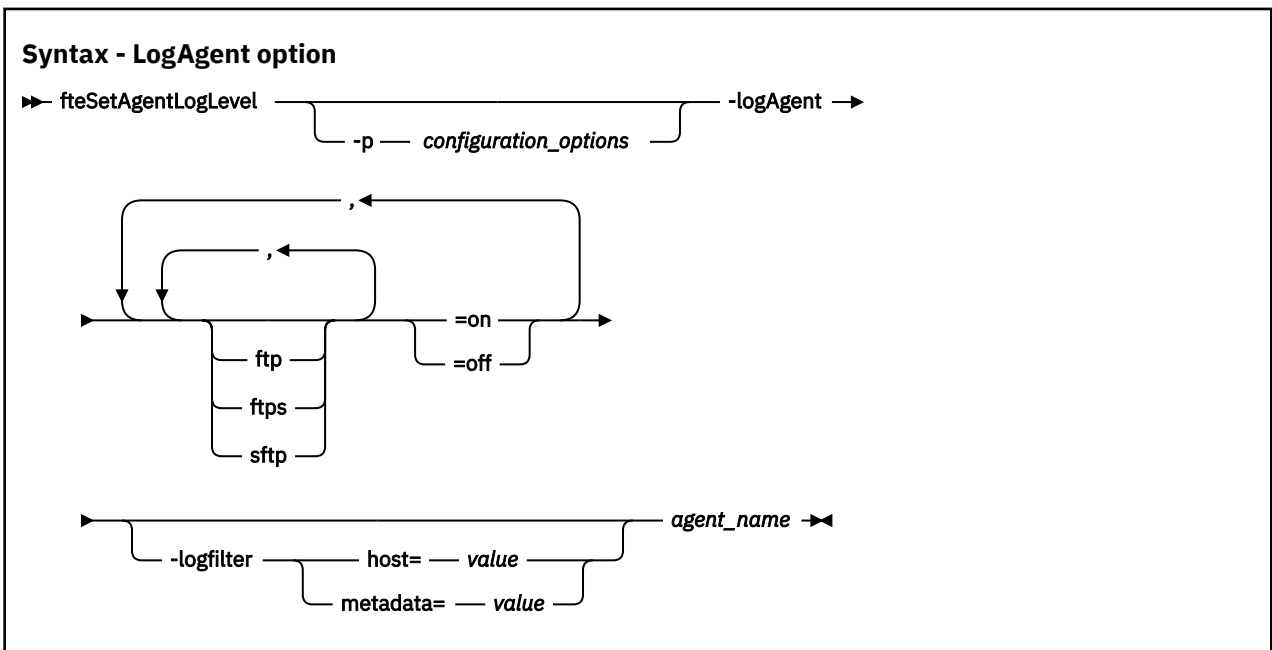 Syntax - LogAgent option
fteSetAgentLogLevel -logAgent
-p configuration_options
,
,
=on
ftp =off
ftps
sftp
agent_name
-logfilter host= value
metadata= value